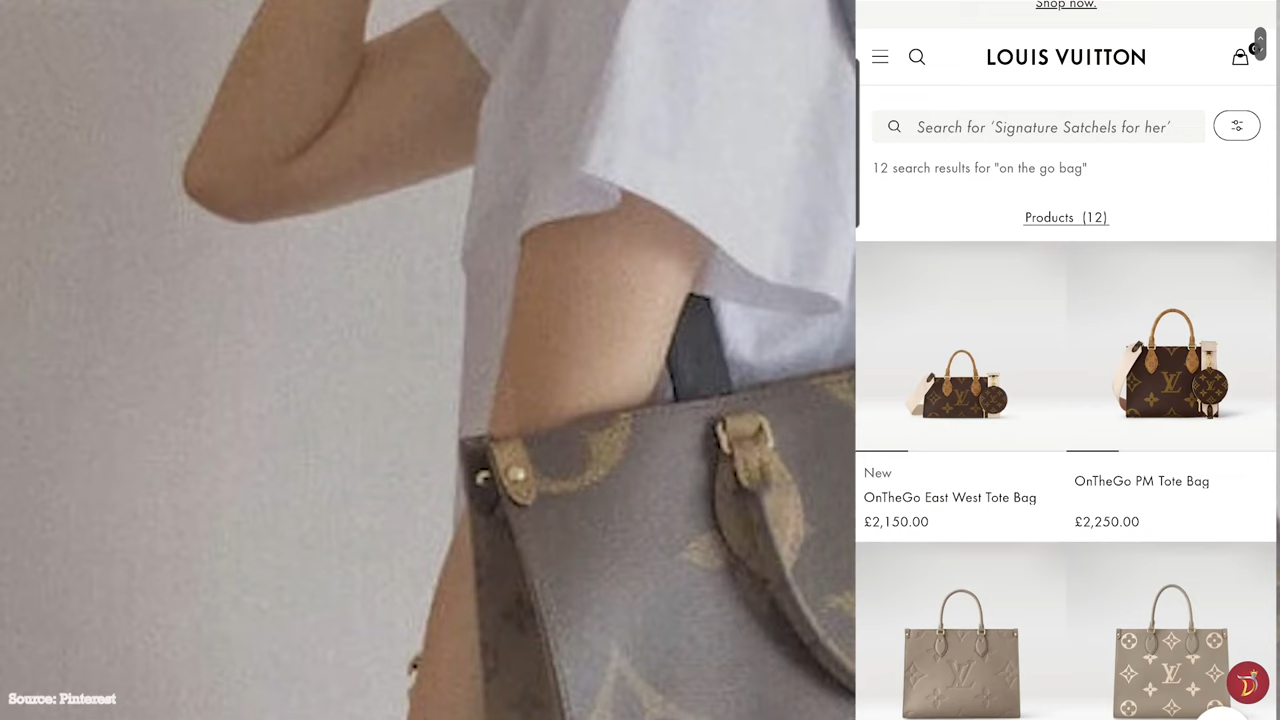 Shop now.
LOUIS VUITTON
Search for ‘Signature Satchels for her’
12 search results for "on the go bag"
Products (12)
New
OnTheGo East West Tote Bag
£2,150.00
OnTheGo PM Tote Bag
£2,250.00
Source: Pinterest